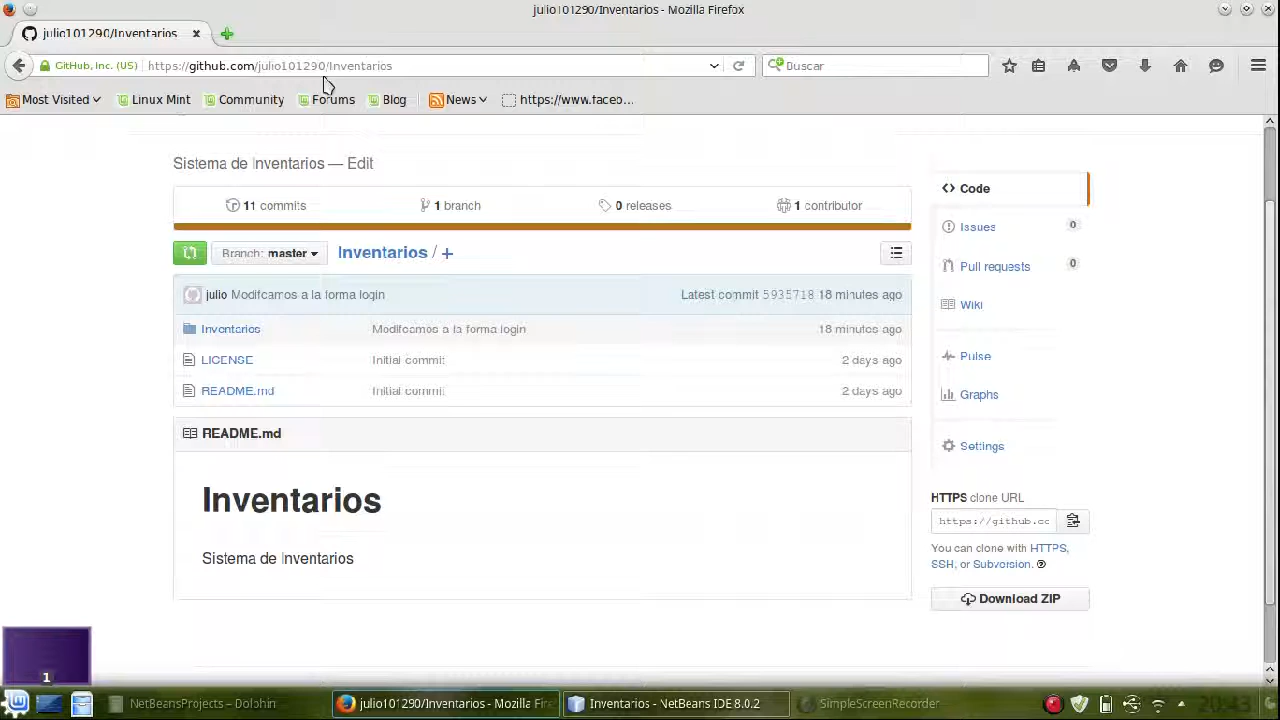 julio101290/Inventarios - Mozilla Firefox
julio101290/Inventarios
GitHub, Inc. (US) https://github.com/julio101290/Inventarios Buscar
Most Visited Linux Mint Community Forums Blog News https://www.faceb...
Sistema de Inventarios — Edit
11 commits 1 branch 0 releases 1 contributor
Branch: master Inventarios / +
julio Modifcamos a la forma login Latest commit 5935718 18 minutes ago
Inventarios Modifcamos a la forma login 18 minutes ago
LICENSE Initial commit 2 days ago
README.md Initial commit 2 days ago
README.md
Inventarios
Sistema de Inventarios
Code
Issues 0
Pull requests 0
Wiki
Pulse
Graphs
Settings
HTTPS clone URL
https://github.cc
You can clone with HTTPS,
SSH, or Subversion.
Download ZIP
1
NetBeansProjects – Dolphin julio101290/Inventarios - Mozilla Fire Inventarios - NetBeans IDE 8.0.2 SimpleScreenRecorder 20:43